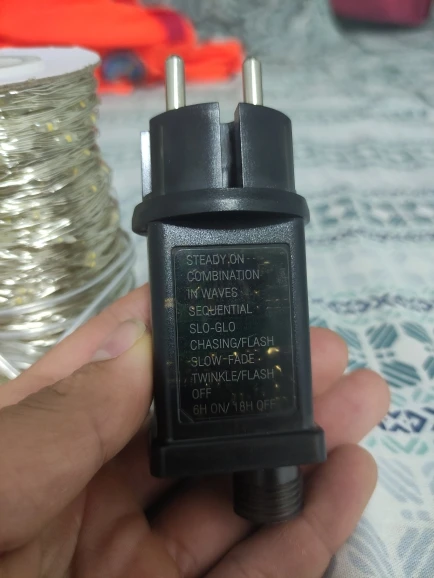 STEADY ON
COMBINATION
IN WAVES
SEQUENTIAL
SLO-GLO
CHASING/FLASH
SLOW-FADE
TWINKLE/FLASH
OFF
6H ON/ 18H OFF